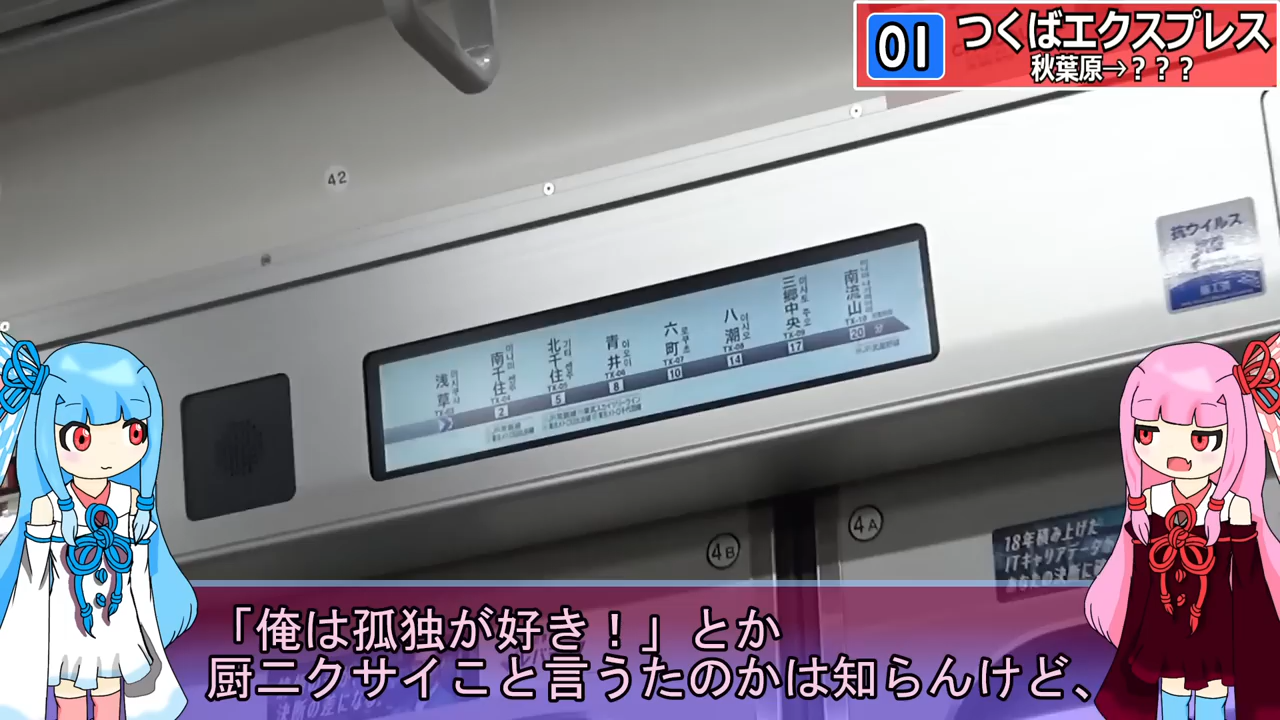 01
つくばエクスプレス
秋葉原→？？？
42
抗ウイルス
浅草
TX-03
南千住
TX-04
2
北千住
TX-05
5
青井
TX-06
8
六町
TX-07
10
八潮
TX-08
14
三郷中央
TX-09
17
南流山
TX-10
20 分
4B
4A
18年積み上げた
ITキャリアデータが
「俺は孤独が好き！」とか
厨二クサイこと言うたのかは知らんけど、